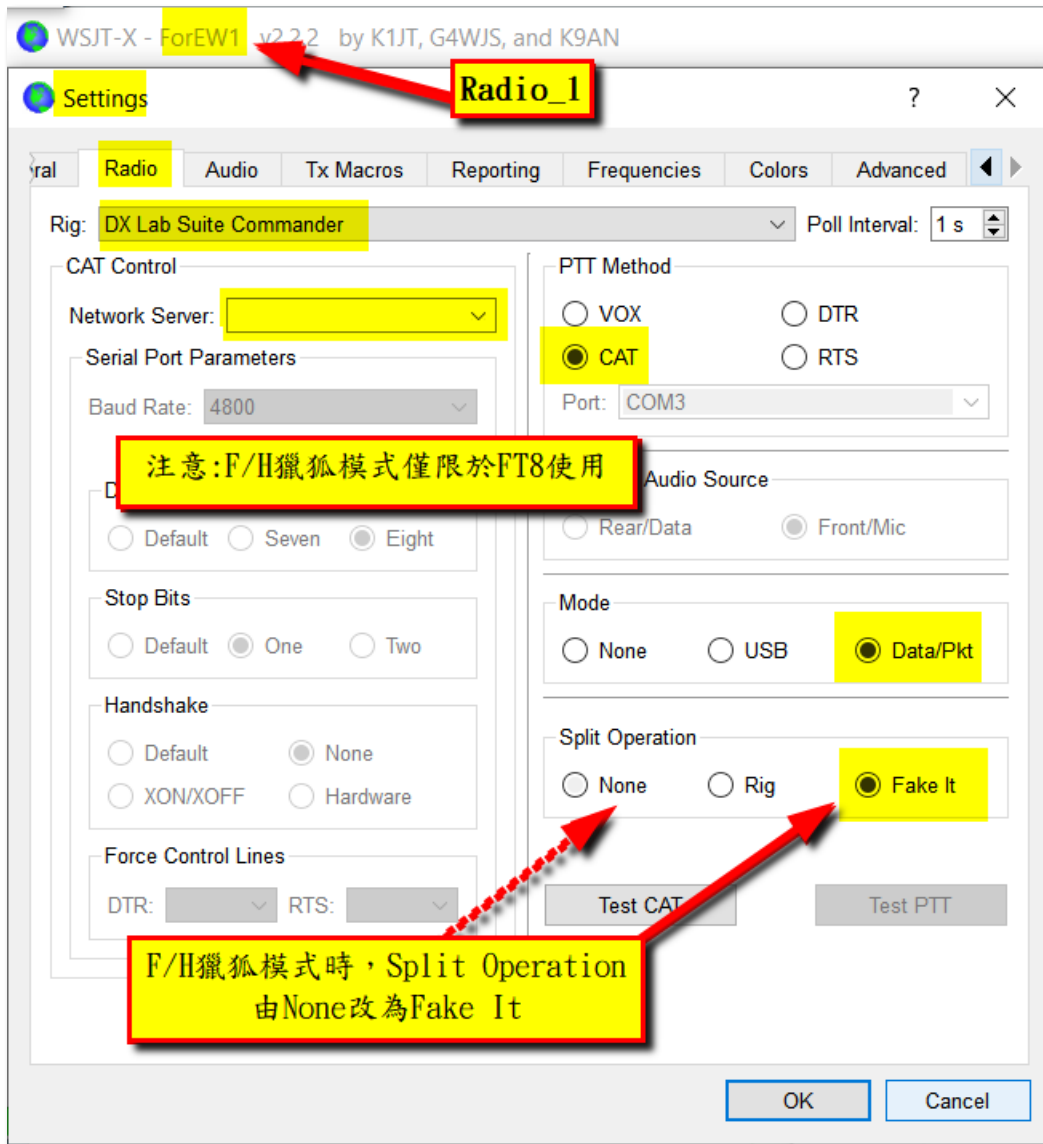 WSJT-X - ForEW1 v2.2.2 by K1JT, G4WJS, and K9AN
Radio_1
Settings
Radio
Audio
Tx Macros
Reporting
Frequencies
Colors
Advanced
Rig: DX Lab Suite Commander
Poll Interval: 1 s
CAT Control
Network Server:
Serial Port Parameters
Baud Rate: 4800
注意:F/H獵狐模式僅限於FT8使用
Default Seven Eight
Stop Bits
Default One Two
Handshake
Default None
XON/XOFF Hardware
Force Control Lines
DTR: RTS:
PTT Method
VOX DTR
CAT RTS
Port: COM3
Audio Source
Rear/Data Front/Mic
Mode
None USB Data/Pkt
Split Operation
None Rig Fake It
Test CAT Test PTT
F/H獵狐模式時，Split Operation
由None改為Fake It
OK Cancel